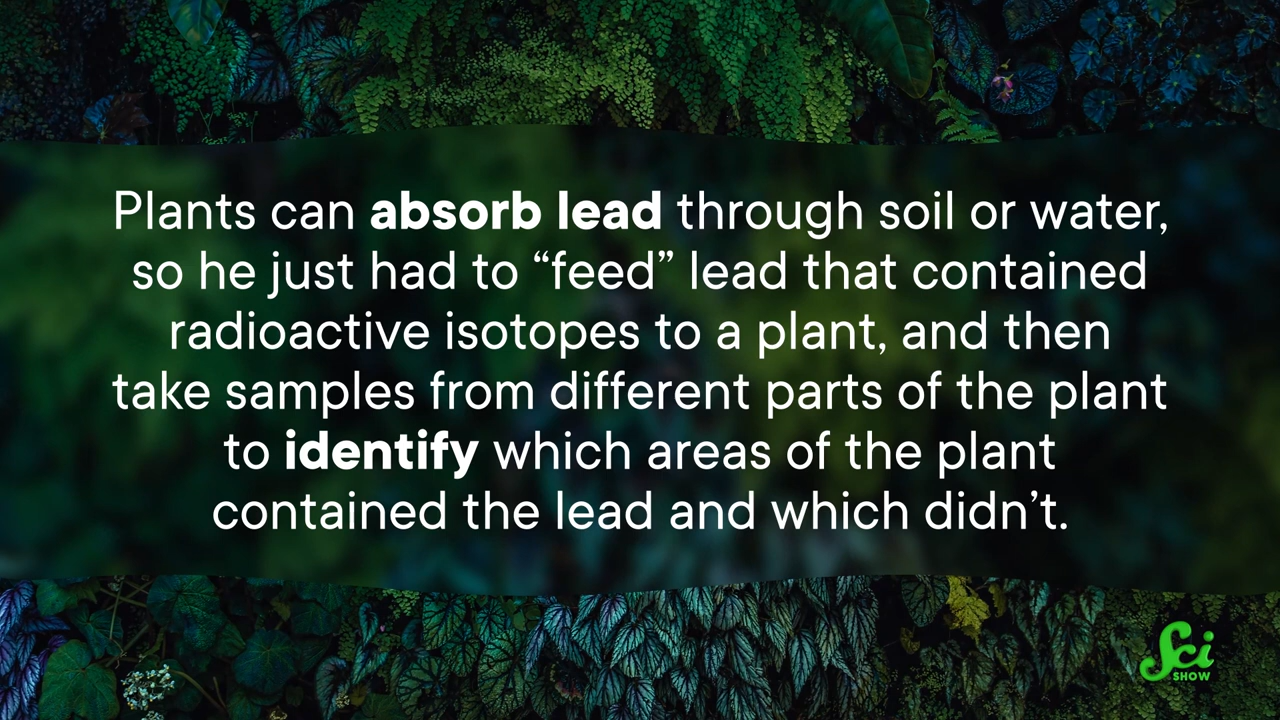 Plants can absorb lead through soil or water,
so he just had to “feed” lead that contained
radioactive isotopes to a plant, and then
take samples from different parts of the plant
to identify which areas of the plant
contained the lead and which didn’t.
Sci
SHOW